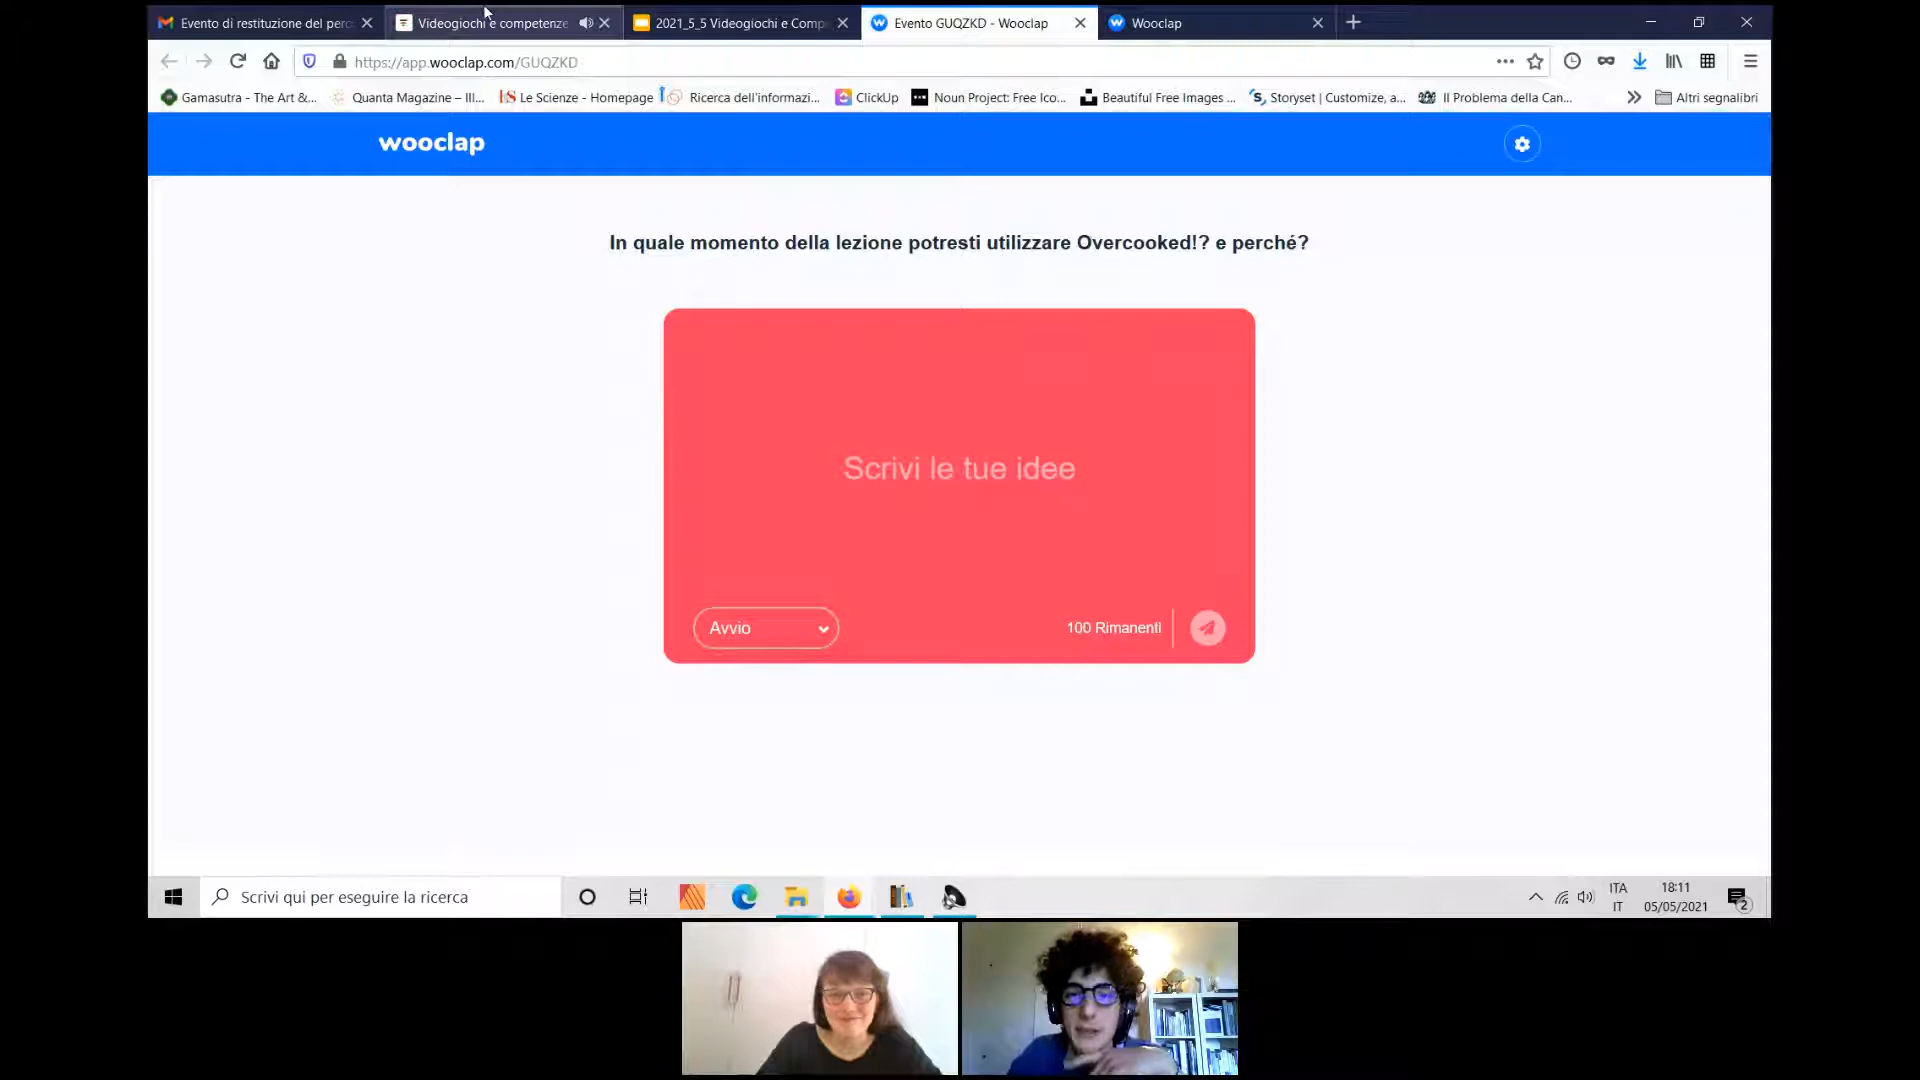 Evento di restituzione del perc
Videogiochi e competenze
2021_5_5 Videogiochi e Comp
Evento GUQZKD - Wooclap
Wooclap
https://app.wooclap.com/GUQZKD
Gamasutra - The Art &...
Quanta Magazine – Ill...
Le Scienze - Homepage
Ricerca dell'informazi...
ClickUp
Noun Project: Free Ico...
Beautiful Free Images ...
Storyset | Customize, a...
Il Problema della Can...
Altri segnalibri
wooclap
In quale momento della lezione potresti utilizzare Overcooked!? e perché?
Scrivi le tue idee
Avvio
100 Rimanenti
Scrivi qui per eseguire la ricerca
ITA
IT
18:11
05/05/2021
2